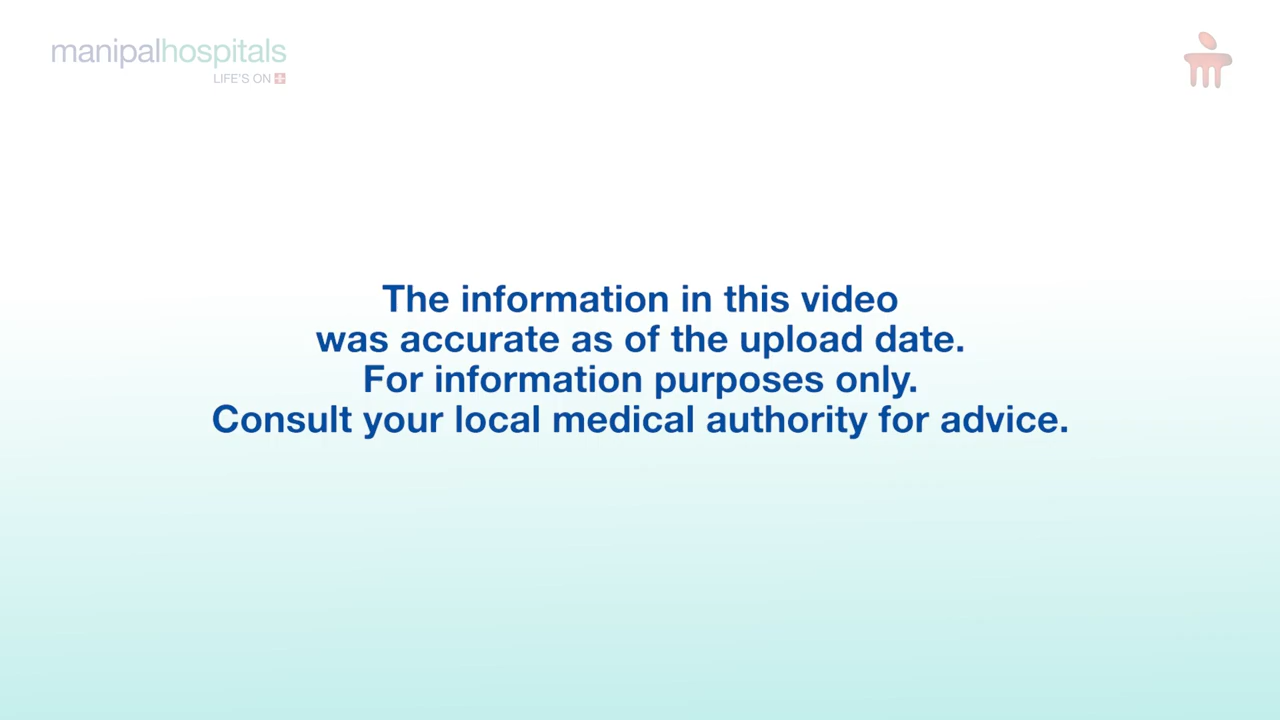 manipalhospitals
LIFE'S ON
The information in this video
was accurate as of the upload date.
For information purposes only.
Consult your local medical authority for advice.